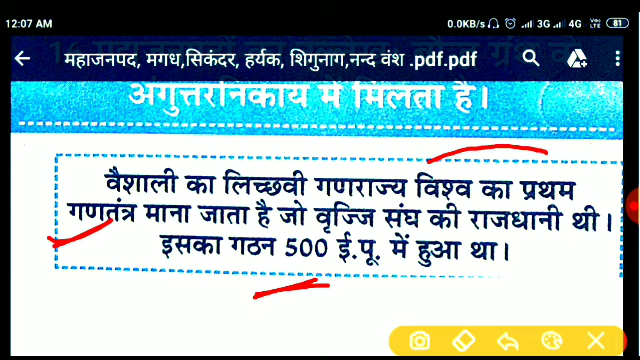 12:07 AM 0.0KB/s 3G 4G 81
महाजनपद, मगध,सिकंदर, हर्यक, शिगुनाग,नन्द वंश .pdf.pdf
अंगुत्तरनिकाय में मिलता है।
वैशाली का लिच्छवी गणराज्य विश्व का प्रथम
गणतंत्र माना जाता है जो वृज्जि संघ की राजधानी थी।
इसका गठन 500 ई.पू. में हुआ था।